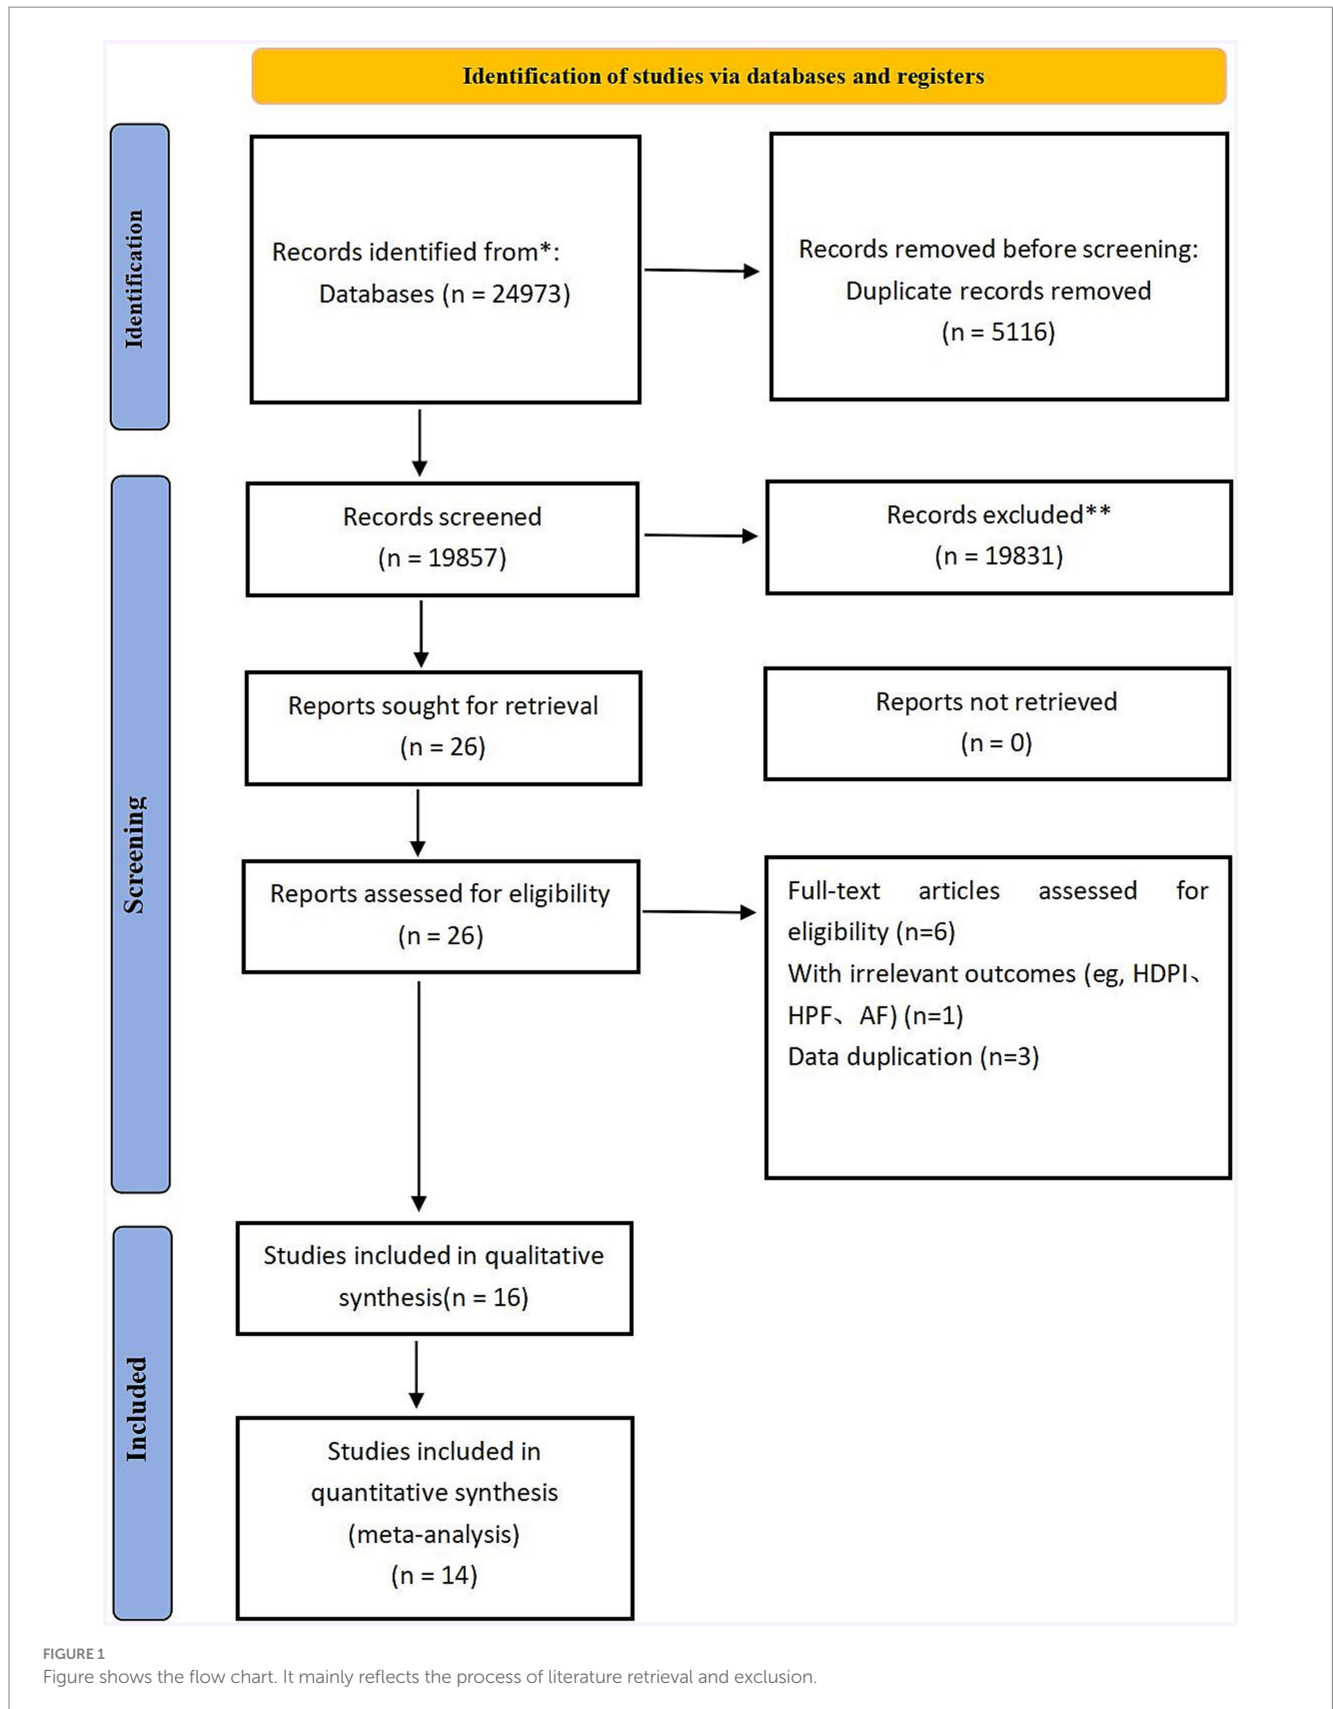 Identification of studies via databases and registers
Identification
Records identified from*:
Databases (n = 24973)
Records removed before screening:
Duplicate records removed
(n = 5116)
Screening
Records screened
(n = 19857)
Records excluded**
(n = 19831)
Reports sought for retrieval
(n = 26)
Reports not retrieved
(n = 0)
Reports assessed for eligibility
(n = 26)
Full-text articles assessed for
eligibility (n=6)
With irrelevant outcomes (eg, HDPI、
HPF、AF) (n=1)
Data duplication (n=3)
Included
Studies included in qualitative
synthesis(n = 16)
Studies included in
quantitative synthesis
(meta-analysis)
(n = 14)
FIGURE 1
Figure shows the flow chart. It mainly reflects the process of literature retrieval and exclusion.